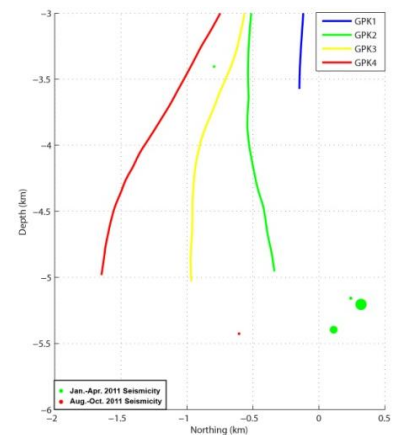 -3
-3.5
-4
-4.5
-5
-5.5
-6
Depth (km)
GPK1
GPK2
GPK3
GPK4
Jan.-Apr. 2011 Seismicity
Aug.-Oct. 2011 Seismicity
-2 -1.5 -1 -0.5 0 0.5
Northing (km)